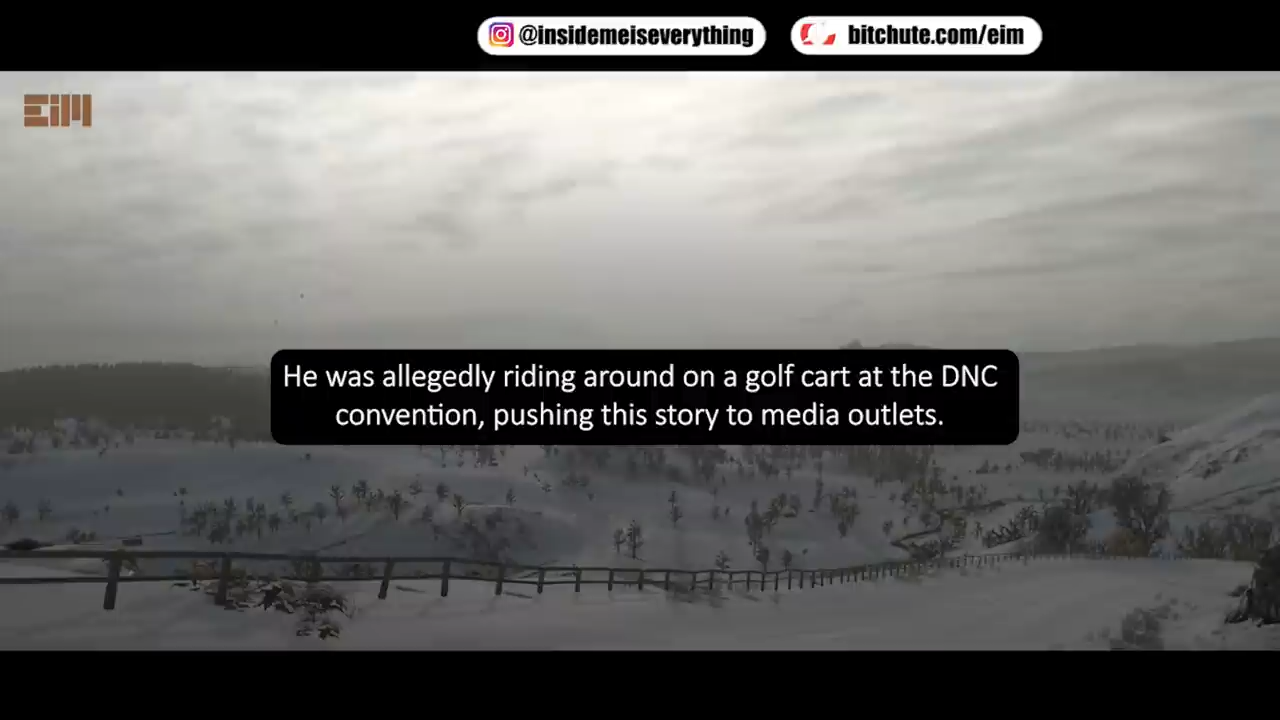 @insidemeiseverything
bitchute.com/eim
EiM
He was allegedly riding around on a golf cart at the DNC
convention, pushing this story to media outlets.